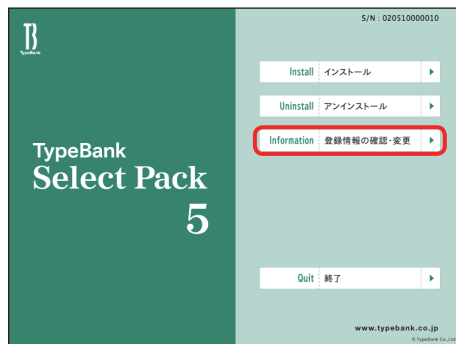 S/N : 020510000010
TB
TypeBank
Install インストール
Uninstall アンインストール
Information 登録情報の確認・変更
TypeBank
Select Pack
5
Quit 終了
www.typebank.co.jp
© TypeBank Co.,Ltd